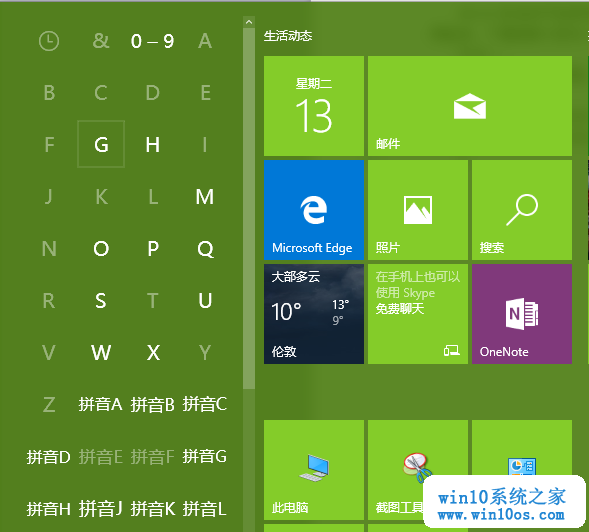 & 0 – 9 A
B C D E
F G H I
J K L M
N O P Q
R S T U
V W X Y
Z 拼音A 拼音B 拼音C
拼音D 拼音E 拼音F 拼音G
拼音H 拼音J 拼音K 拼音L
生活动态
星期二
13
邮件
Microsoft Edge
照片
搜索
大部多云
10° 13°
9°
伦敦
在手机上也可以
使用 Skype
免费聊天
OneNote
此电脑
截图工具
win10系统之家
www.win10os.com